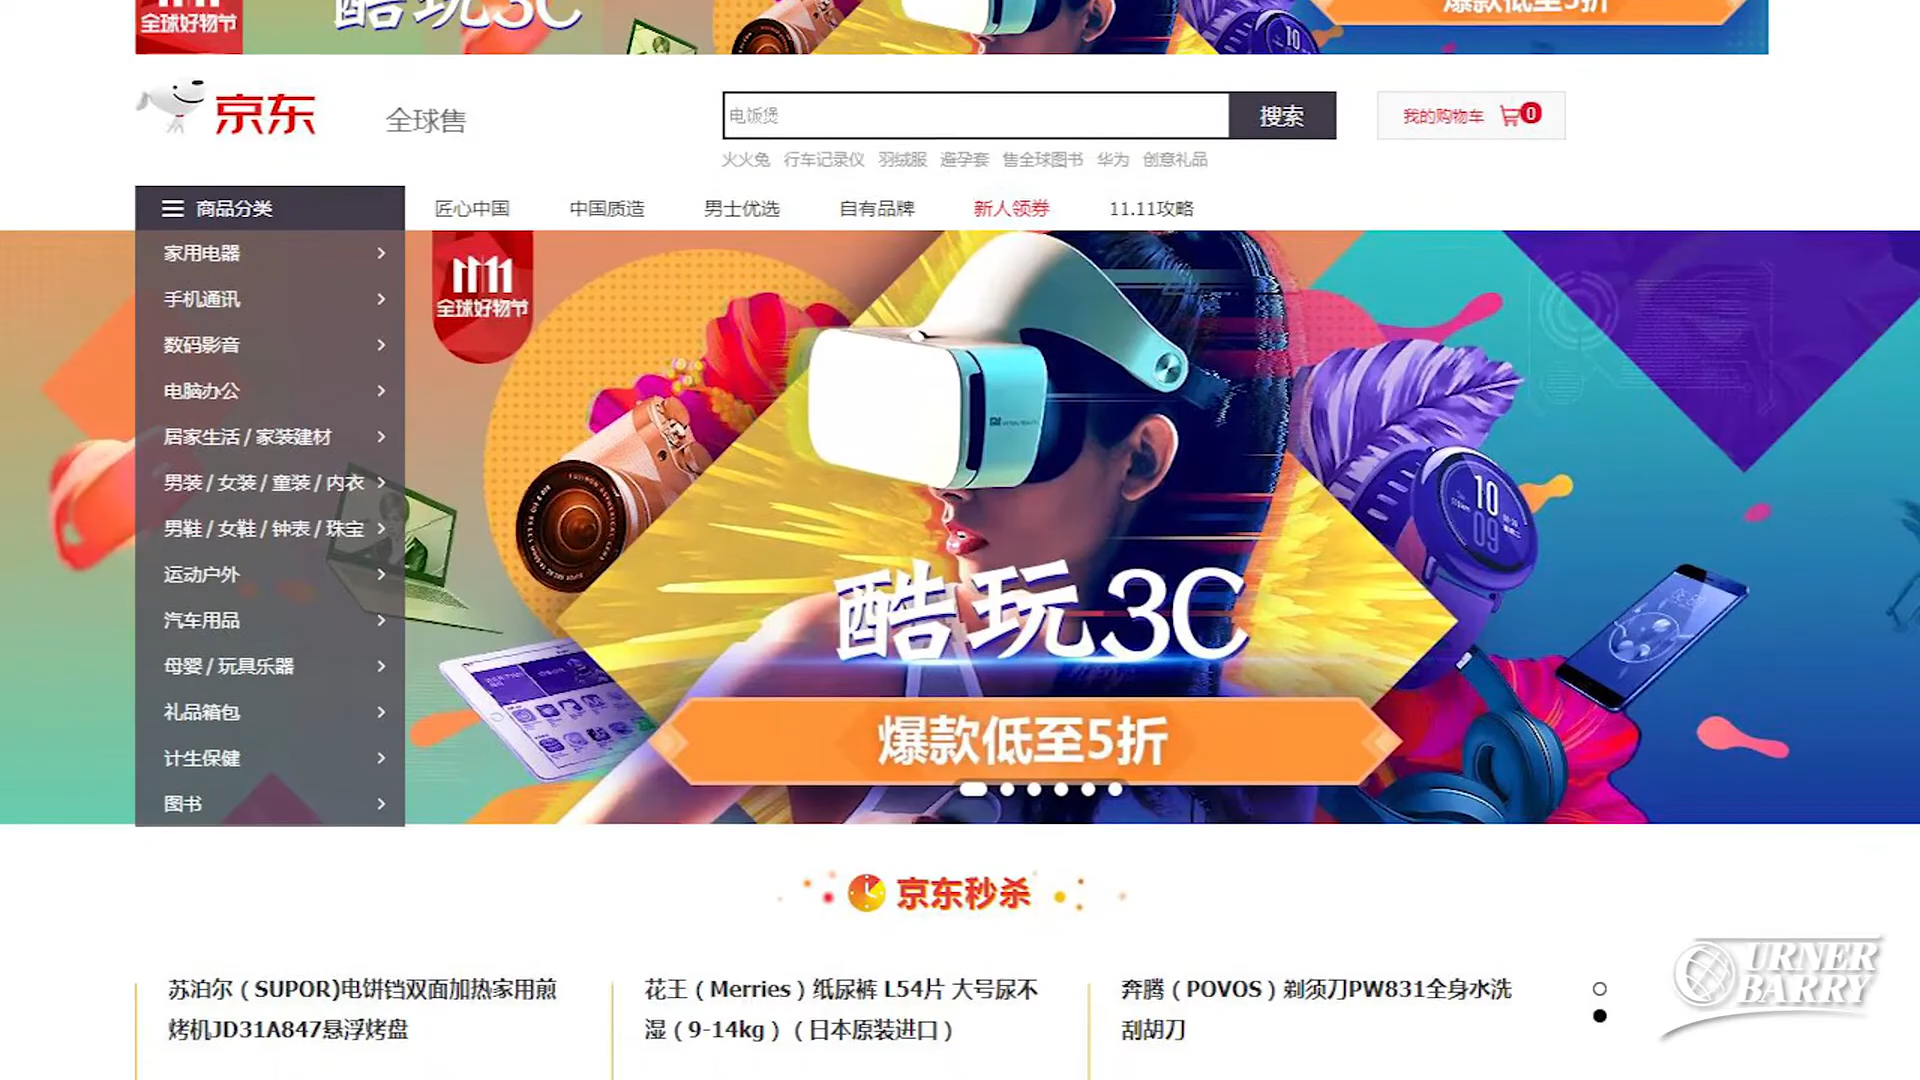 全球好物节
酷玩3C
爆款低至5折
10
京东
全球售
电饭煲
搜索
我的购物车
0
火火兔 行车记录仪 羽绒服 避孕套 售全球图书 华为 创意礼品
商品分类
匠心中国 中国质造 男士优选 自有品牌 新人领券 11.11攻略
家用电器
手机通讯
数码影音
电脑办公
居家生活 / 家装建材
男装 / 女装 / 童装 / 内衣
男鞋 / 女鞋 / 钟表 / 珠宝
运动户外
汽车用品
母婴 / 玩具乐器
礼品箱包
计生保健
图书
11.11
全球好物节
10
09
酷玩3C
爆款低至5折
京东秒杀
苏泊尔（SUPOR)电饼铛双面加热家用煎
烤机JD31A847悬浮烤盘
花王（Merries）纸尿裤 L54片 大号尿不
湿（9-14kg）（日本原装进口）
奔腾（POVOS）剃须刀PW831全身水洗
刮胡刀
URNER
BARRY